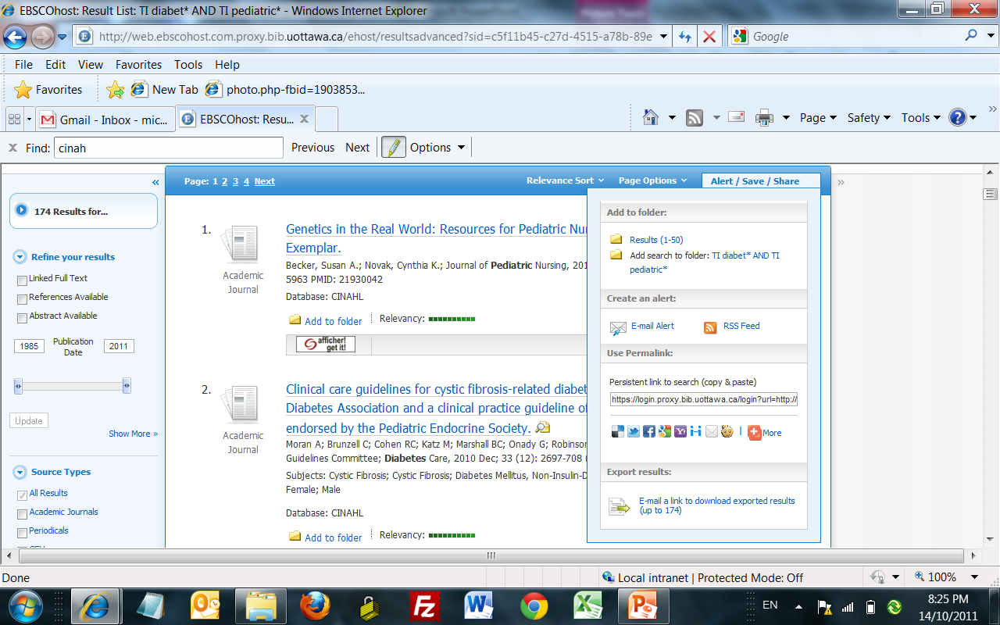 EBSCOhost: Result List: TI diabet* AND TI pediatric* - Windows Internet Explorer
http://web.ebscohost.com.proxy.bib.uottawa.ca/ehost/resultsadvanced?sid=c5f11b45-c27d-4515-a78b-89e
Google
File Edit View Favorites Tools Help
Favorites New Tab photo.php-fbid=1903853...
Gmail - Inbox - mic... EBSCOhost: Resu... Page Safety Tools
Find: cinah Previous Next Options
Page: 1 2 3 4 Next Relevance Sort Page Options Alert / Save / Share
174 Results for...
Refine your results
Linked Full Text
References Available
Abstract Available
1985 Publication Date 2011
Update
Show More »
Source Types
All Results
Academic Journals
Periodicals
1.
Academic
Journal
Genetics in the Real World: Resources for Pediatric Nur
Exemplar.
Becker, Susan A.; Novak, Cynthia K.; Journal of Pediatric Nursing, 201
5963 PMID: 21930042
Database: CINAHL
Add to folder Relevancy:
afficher!
get it!
2.
Academic
Journal
Clinical care guidelines for cystic fibrosis-related diabet
Diabetes Association and a clinical practice guideline of
endorsed by the Pediatric Endocrine Society.
Moran A; Brunzell C; Cohen RC; Katz M; Marshall BC; Onady G; Robinson
Guidelines Committee; Diabetes Care, 2010 Dec; 33 (12): 2697-708 (
Subjects: Cystic Fibrosis; Cystic Fibrosis; Diabetes Mellitus, Non-Insulin-D
Female; Male
Database: CINAHL
Add to folder Relevancy:
Add to folder:
Results (1-50)
Add search to folder: TI diabet* AND TI
pediatric*
Create an alert:
E-mail Alert RSS Feed
Use Permalink:
Persistent link to search (copy & paste)
https://login.proxy.bib.uottawa.ca/login?url=http://
More
Export results:
E-mail a link to download exported results
(up to 174)
Done Local intranet | Protected Mode: Off 100%
EN 8:25 PM
14/10/2011